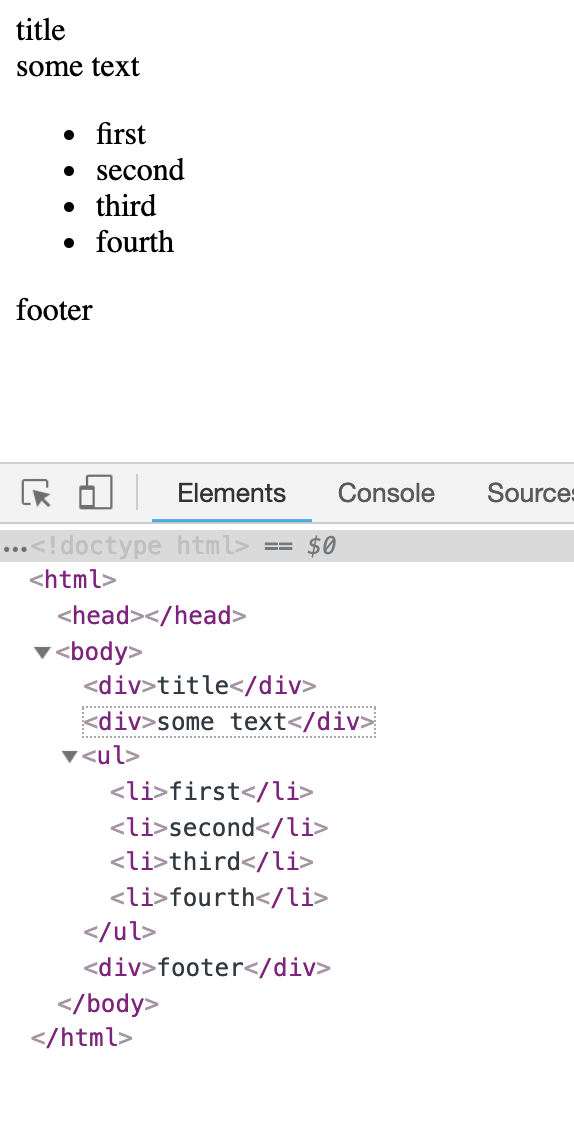 title
some text
• first
• second
• third
• fourth
footer
Elements Console Sources
...<!doctype html> == $0
<html>
<head></head>
<body>
<div>title</div>
<div>some text</div>
<ul>
<li>first</li>
<li>second</li>
<li>third</li>
<li>fourth</li>
</ul>
<div>footer</div>
</body>
</html>